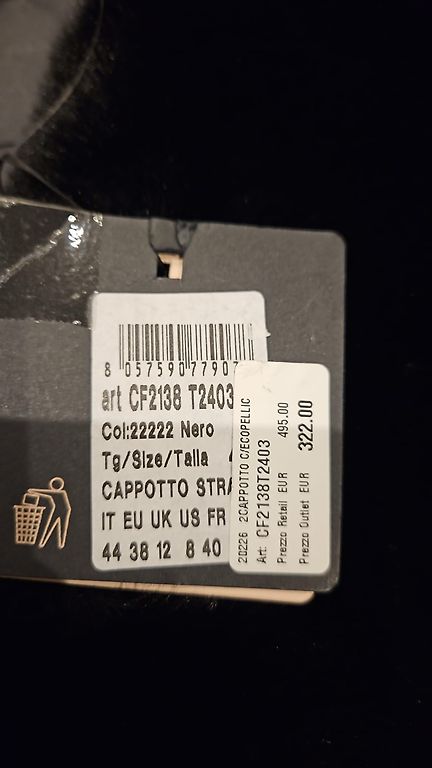 8 057590 77907
art CF2138 T2403
Col:22222 Nero
Tg/Size/Talla
CAPPOTTO STRA
IT EU UK US FR
44 38 12 8 40
20226 2CAPPOTTO C/ECOPELLIC
Art: CF2138T2403
Prezzo Retail EUR 495.00
Prezzo Outlet EUR 322.00